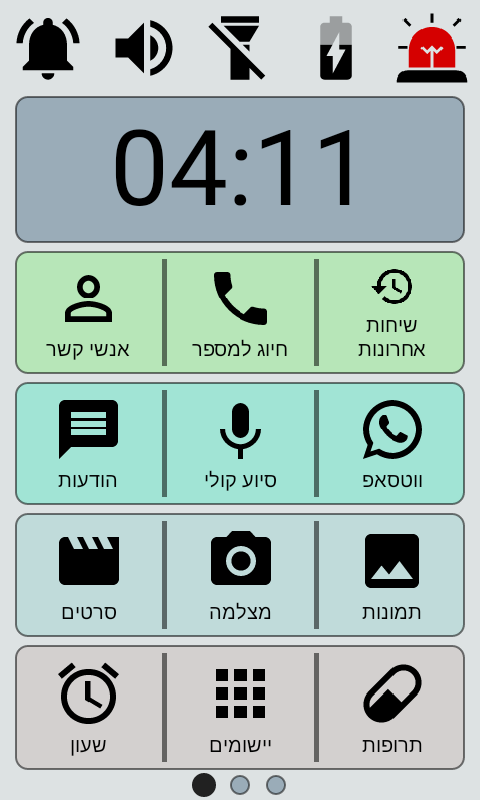 04:11
שיחות
אחרונות
חיוג למספר
אנשי קשר
ווטסאפ
סיוע קולי
הודעות
תמונות
מצלמה
סרטים
תרופות
יישומים
שעון